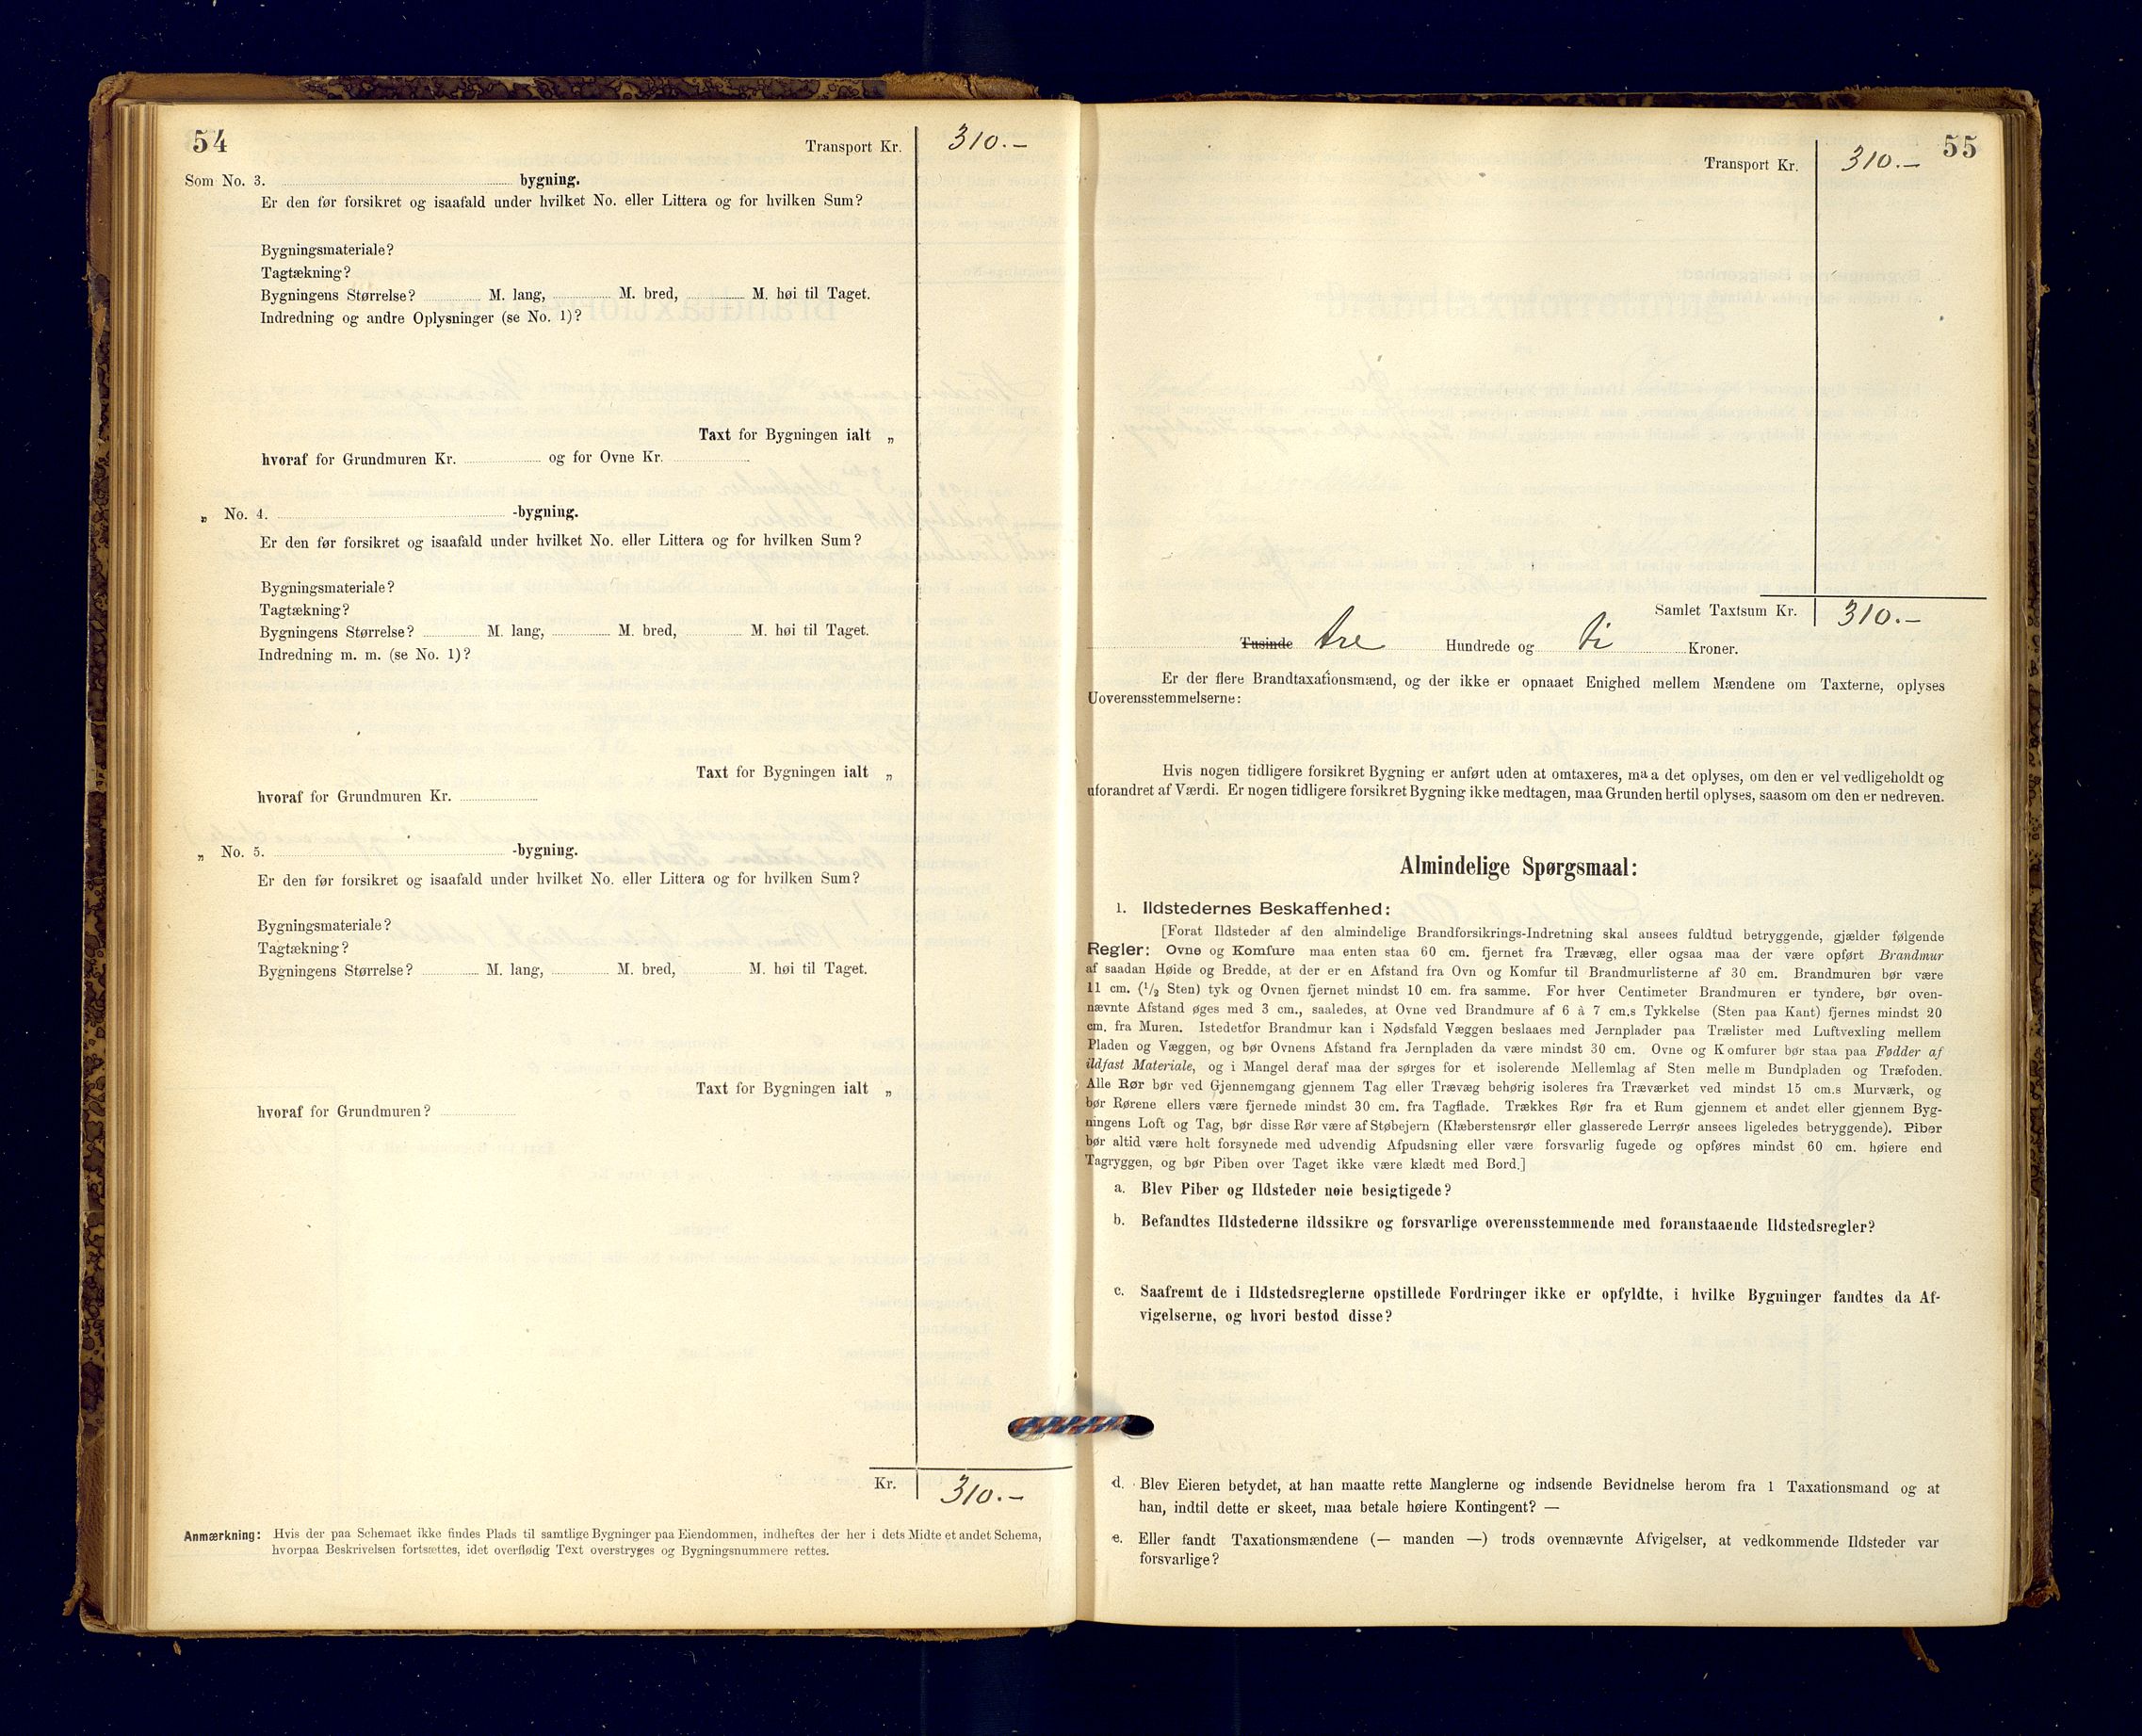 54
Transport Kr. 310.—
Som No. 3. bygning.
Er den før forsikret og isaafald under hvilket No. eller Littera og for hvilken Sum?
Bygningsmateriale?
Tagtækning?
Bygningens Størrelse? M. lang, M. bred, M. høi til Taget.
Indredning og andre Oplysninger (se No. 1)?
Taxt for Bygningen ialt „
hvoraf for Grundmuren Kr. og for Ovne Kr.
„ No. 4. -bygning.
Er den før forsikret og isaafald under hvilket No. eller Littera og for hvilken Sum?
Bygningsmateriale?
Tagtækning?
Bygningens Størrelse? M. lang, M. bred, M. høi til Taget.
Indredning m. m. (se No. 1)?
Taxt for Bygningen ialt „
hvoraf for Grundmuren Kr.
„ No. 5. -bygning.
Er den før forsikret og isaafald under hvilket No. eller Littera og for hvilken Sum?
Bygningsmateriale?
Tagtækning?
Bygningens Størrelse? M. lang, M. bred, M. høi til Taget.
Taxt for Bygningen ialt „
hvoraf for Grundmuren?
Kr. 310.—
Anmærkning: Hvis der paa Schemaet ikke findes Plads til samtlige Bygninger paa Eiendommen, indheftes der her i dets Midte et andet Schema,
hvorpaa Beskrivelsen fortsættes, idet overflødig Text overstryges og Bygningsnummere rettes.
55
Transport Kr. 310.—
Samlet Taxtsum Kr. 310.—
Tusinde tre Hundrede og ti Kroner.
Er der flere Brandtaxationsmænd, og der ikke er opnaaet Enighed mellem Mændene om Taxterne, oplyses
Uoverensstemmelserne:
Hvis nogen tidligere forsikret Bygning er anført uden at omtaxeres, maa det oplyses, om den er vel vedligeholdt og
uforandret af Værdi. Er nogen tidligere forsikret Bygning ikke medtagen, maa Grunden hertil oplyses, saasom om den er nedreven.
Almindelige Spørgsmaal:
1. Ildstedernes Beskaffenhed:
[Forat Ildsteder af den almindelige Brandforsikrings-Indretning skal ansees fuldtud betryggende, gjælder følgende
Regler: Ovne og Komfure maa enten staa 60 cm. fjernet fra Trævæg, eller ogsaa maa der være opført Brandmur
af saadan Høide og Bredde, at der er en Afstand fra Ovn og Komfur til Brandmurlisterne af 30 cm. Brandmuren bør være
11 cm. (1/2 Sten) tyk og Ovnen fjernet mindst 10 cm. fra samme. For hver Centimeter Brandmuren er tyndere, bør oven-
nævnte Afstand øges med 3 cm., saaledes, at Ovne ved Brandmure af 6 à 7 cm.s Tykkelse (Sten paa Kant) fjernes mindst 20
cm. fra Muren. Istedetfor Brandmur kan i Nødsfald Væggen beslaaes med Jernplader paa Trælister med Luftvexling mellem
Pladen og Væggen, og bør Ovnens Afstand fra Jernpladen da være mindst 30 cm. Ovne og Komfurer bør staa paa Fødder af
ildfast Materiale, og i Mangel deraf maa der sørges for et isolerende Mellemlag af Sten mellem Bundpladen og Træfoden.
Alle Rør bør ved Gjennemgang gjennem Tag eller Trævæg behørig isoleres fra Træværket ved mindst 15 cm.s Murværk, og
bør Rørene ellers være fjernede mindst 30 cm. fra Tagflade. Trækkes Rør fra et Rum gjennem et andet eller gjennem Byg-
ningens Loft og Tag, bør disse Rør være af Støbejern (Klæberstensrør eller glasserede Lerrør ansees ligeledes betryggende). Piber
bør altid være helt forsynede med udvendig Afpudsning eller være forsvarlig fugede og opføres mindst 60 cm. høiere end
Tagryggen, og bør Piben over Taget ikke være klædt med Bord.]
a. Blev Piber og Ildsteder nøie besigtigede?
b. Befandtes Ildstederne ildssikre og forsvarlige overensstemmende med foranstaaende Ildstedsregler?
c. Saafremt de i Ildstedsreglerne opstillede Fordringer ikke er opfyldte, i hvilke Bygninger fandtes da Af-
vigelserne, og hvori bestod disse?
d. Blev Eieren betydet, at han maatte rette Manglerne og indsende Bevidnelse herom fra 1 Taxationsmand og at
han, indtil dette er skeet, maa betale høiere Kontingent? —
e. Eller fandt Taxationsmændene (— manden —) trods ovennævnte Afvigelser, at vedkommende Ildsteder var
forsvarlige?